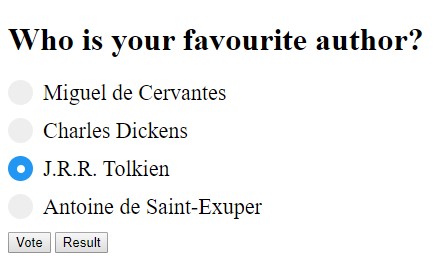 Who is your favourite author?
Miguel de Cervantes
Charles Dickens
J.R.R. Tolkien
Antoine de Saint-Exuper
Vote Result